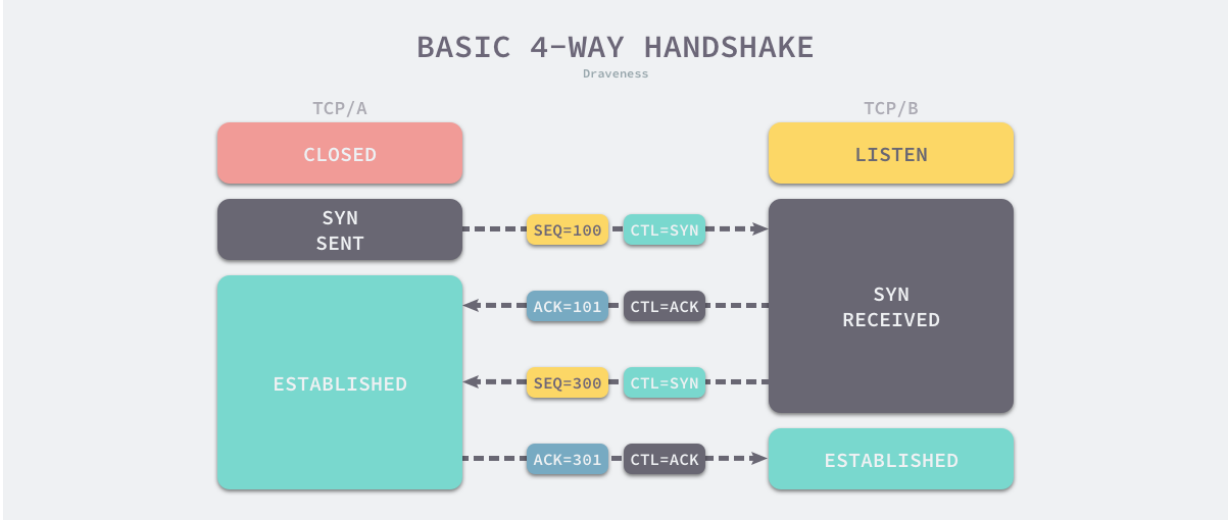 BASIC 4-WAY HANDSHAKE
Draveness
TCP/A
TCP/B
CLOSED
LISTEN
SYN
SENT
SEQ=100
CTL=SYN
SYN
RECEIVED
ACK=101
CTL=ACK
ESTABLISHED
SEQ=300
CTL=SYN
ACK=301
CTL=ACK
ESTABLISHED